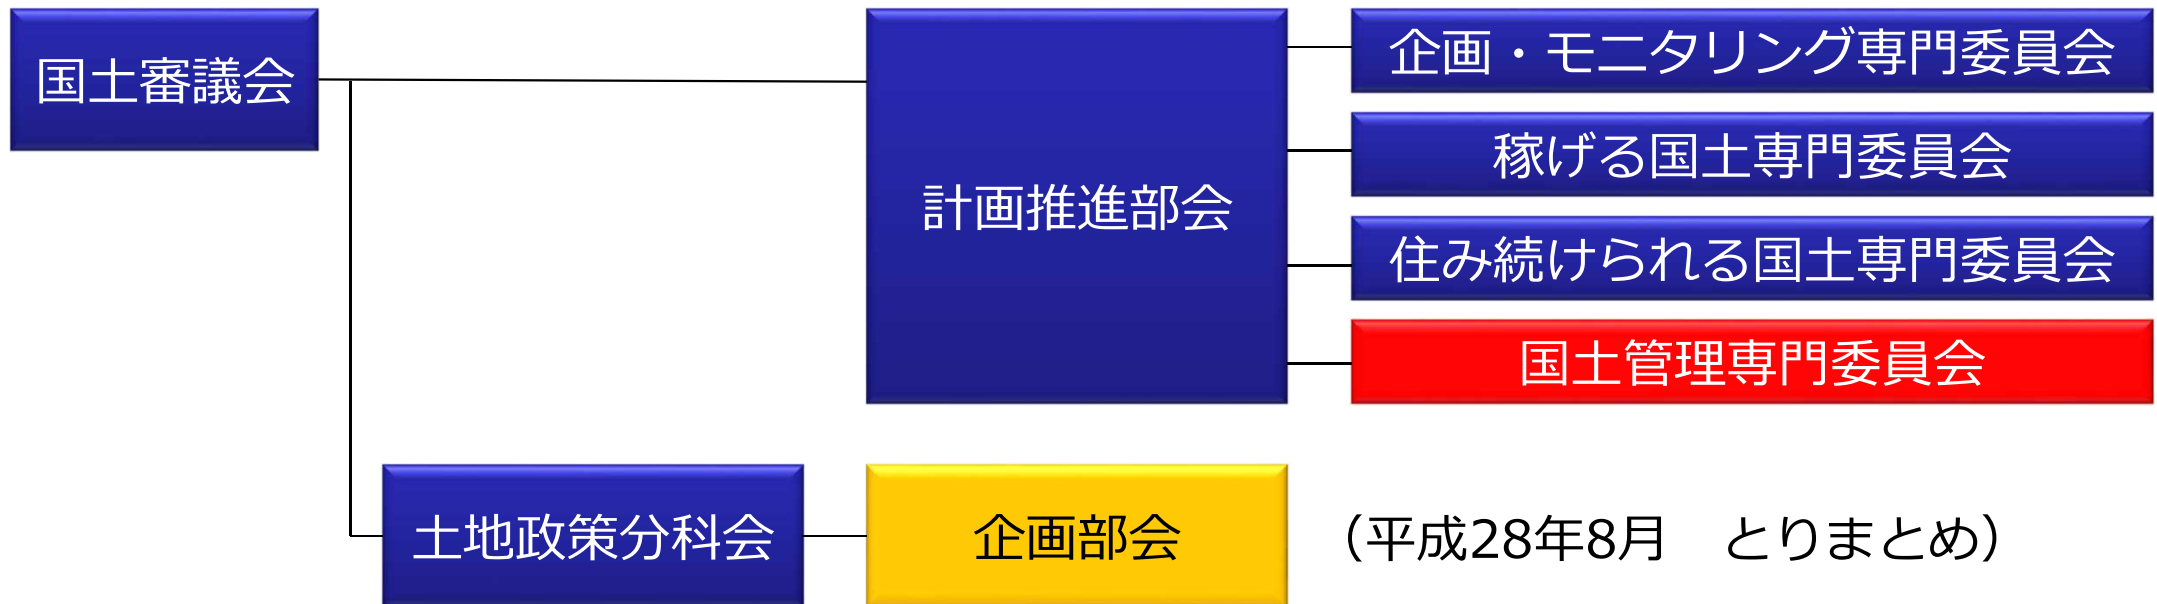 国土審議会
計画推進部会
企画・モニタリング専門委員会
稼げる国土専門委員会
住み続けられる国土専門委員会
国土管理専門委員会
土地政策分科会
企画部会
（平成28年8月　とりまとめ）